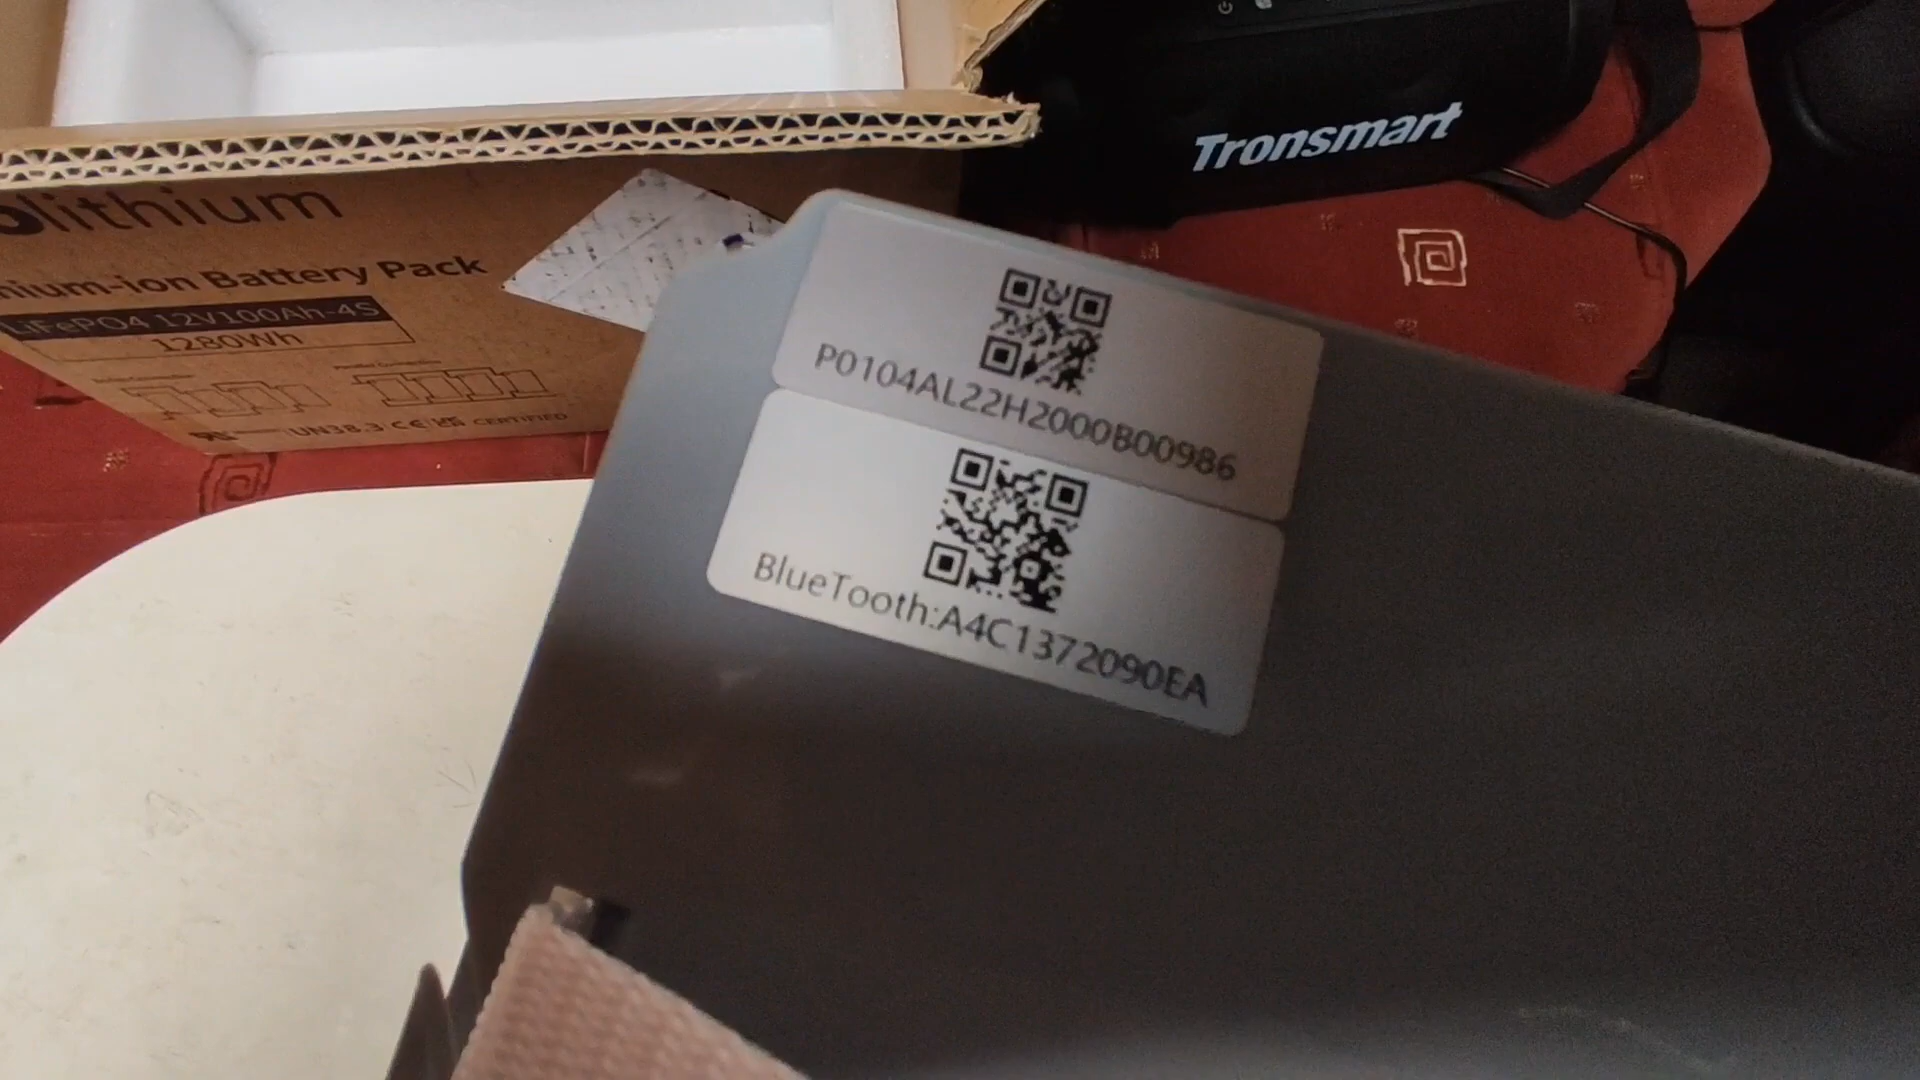 Tronsmart
lithium
nium-ion Battery Pack
LiFePO4 12V100Ah-4S
1280Wh
UN38.3 CE CERTIFIED
P0104AL22H2000B00986
BlueTooth:A4C1372090EA